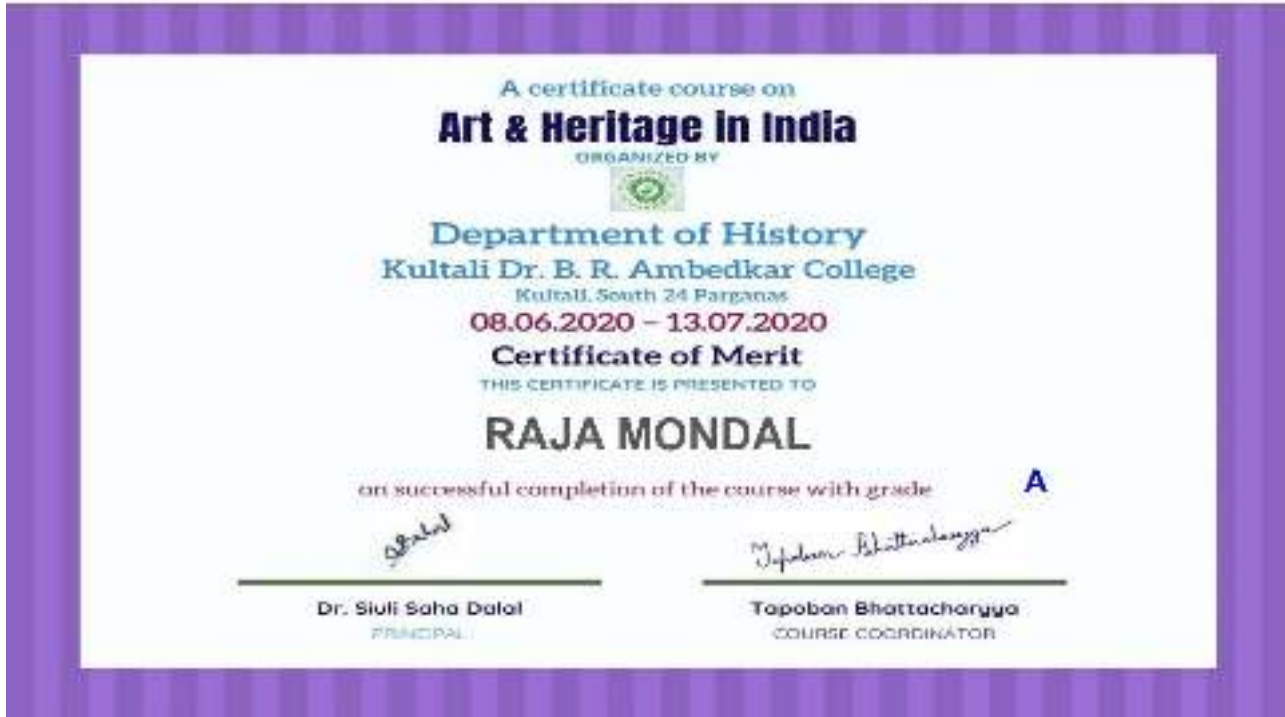 A certificate course on
Art & Heritage in India
ORGANIZED BY
Department of History
Kultali Dr. B. R. Ambedkar College
Kultali, South 24 Parganas
08.06.2020 – 13.07.2020
Certificate of Merit
THIS CERTIFICATE IS PRESENTED TO
RAJA MONDAL
on successful completion of the course with grade A
Tapoban Bhattacharyya
Dr. Siuli Saha Dalal
PRINCIPAL
Tapoban Bhattacharyya
COURSE COORDINATOR